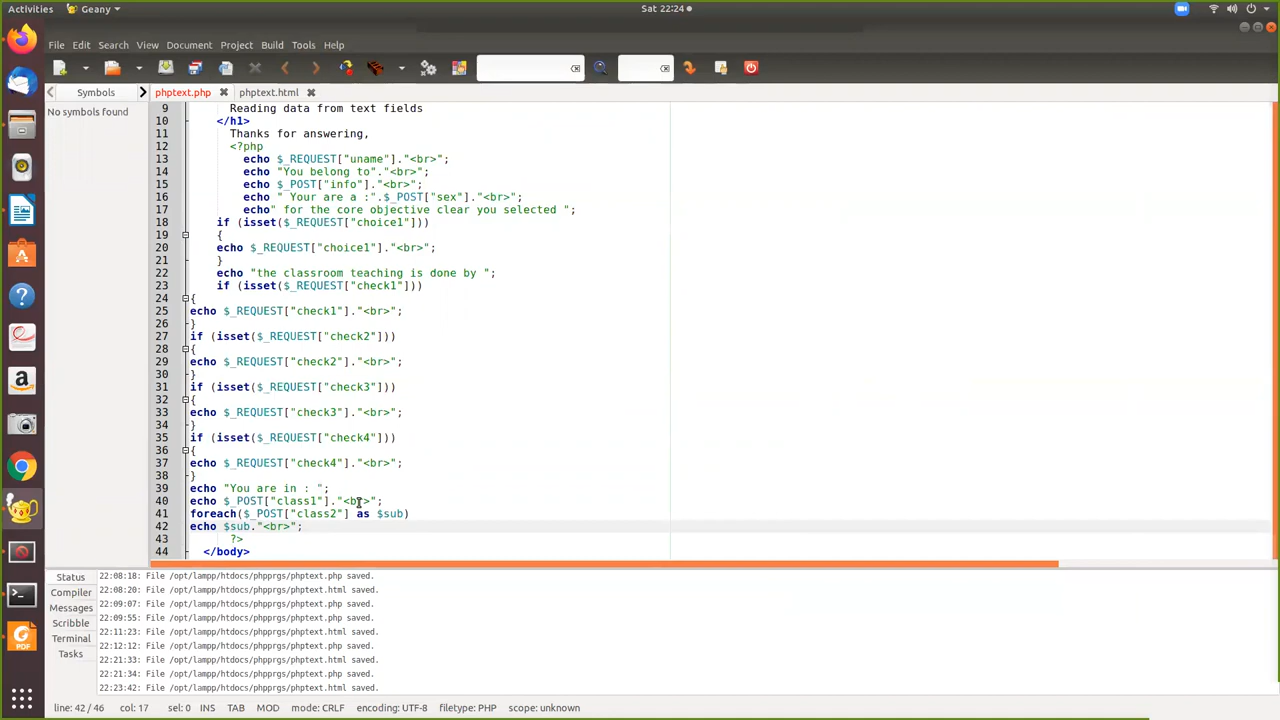 Activities Geany Sat 22:24
File Edit Search View Document Project Build Tools Help
Symbols phptext.php phptext.html
No symbols found
9 Reading data from text fields
10 </h1>
11 Thanks for answering,
12 <?php
13 echo $_REQUEST["uname"]."<br>";
14 echo "You belong to"."<br>";
15 echo $_POST["info"]."<br>";
16 echo " Your are a :".$_POST["sex"]."<br>";
17 echo" for the core objective clear you selected ";
18 if (isset($_REQUEST["choice1"]))
19 {
20 echo $_REQUEST["choice1"]."<br>";
21 }
22 echo "the classroom teaching is done by ";
23 if (isset($_REQUEST["check1"]))
24 {
25 echo $_REQUEST["check1"]."<br>";
26 }
27 if (isset($_REQUEST["check2"]))
28 {
29 echo $_REQUEST["check2"]."<br>";
30 }
31 if (isset($_REQUEST["check3"]))
32 {
33 echo $_REQUEST["check3"]."<br>";
34 }
35 if (isset($_REQUEST["check4"]))
36 {
37 echo $_REQUEST["check4"]."<br>";
38 }
39 echo "You are in : ";
40 echo $_POST["class1"]."<br>";
41 foreach($_POST["class2"] as $sub)
42 echo $sub."<br>";
43 ?>
44 </body>
Status 22:08:18: File /opt/lampp/htdocs/phpprgs/phptext.php saved.
Compiler 22:08:20: File /opt/lampp/htdocs/phpprgs/phptext.html saved.
Messages 22:09:07: File /opt/lampp/htdocs/phpprgs/phptext.php saved.
Scribble 22:09:55: File /opt/lampp/htdocs/phpprgs/phptext.php saved.
Terminal 22:11:23: File /opt/lampp/htdocs/phpprgs/phptext.html saved.
Tasks 22:12:12: File /opt/lampp/htdocs/phpprgs/phptext.php saved.
22:21:33: File /opt/lampp/htdocs/phpprgs/phptext.html saved.
22:21:34: File /opt/lampp/htdocs/phpprgs/phptext.php saved.
22:23:42: File /opt/lampp/htdocs/phpprgs/phptext.html saved.
line: 42 / 46 col: 17 sel: 0 INS TAB MOD mode: CRLF encoding: UTF-8 filetype: PHP scope: unknown